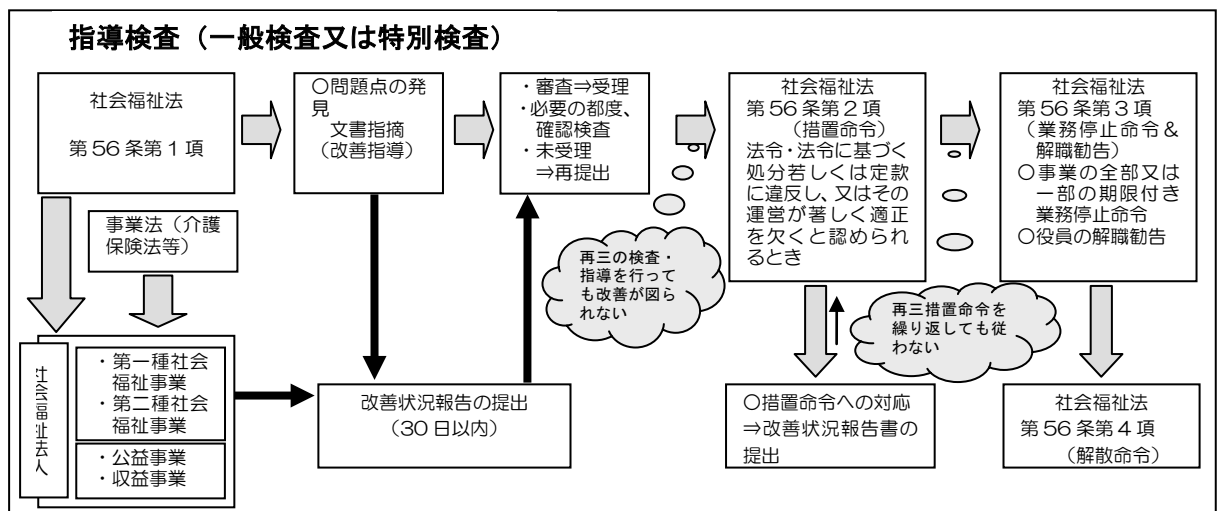 指導検査（一般検査又は特別検査）
社会福祉法
第56条第1項
〇問題点の発
見
文書指摘
（改善指導）
・審査⇒受理
・必要の都度、
確認検査
・未受理
⇒再提出
社会福祉法
第56条第2項
（措置命令）
法令・法令に基づく
処分若しくは定款
に違反し、又はその
運営が著しく適正
を欠くと認められ
るとき
社会福祉法
第56条第3項
（業務停止命令＆
解職勧告）
〇事業の全部又は
一部の期限付き
業務停止命令
〇役員の解職勧告
事業法（介護
保険法等）
再三の検査・
指導を行って
も改善が図ら
れない
再三措置命令を
繰り返しても従
わない
社会福祉法人
・第一種社会
福祉事業
・第二種社会
福祉事業
・公益事業
・収益事業
改善状況報告の提出
（30日以内）
〇措置命令への対応
⇒改善状況報告書の
提出
社会福祉法
第56条第4項
（解散命令）